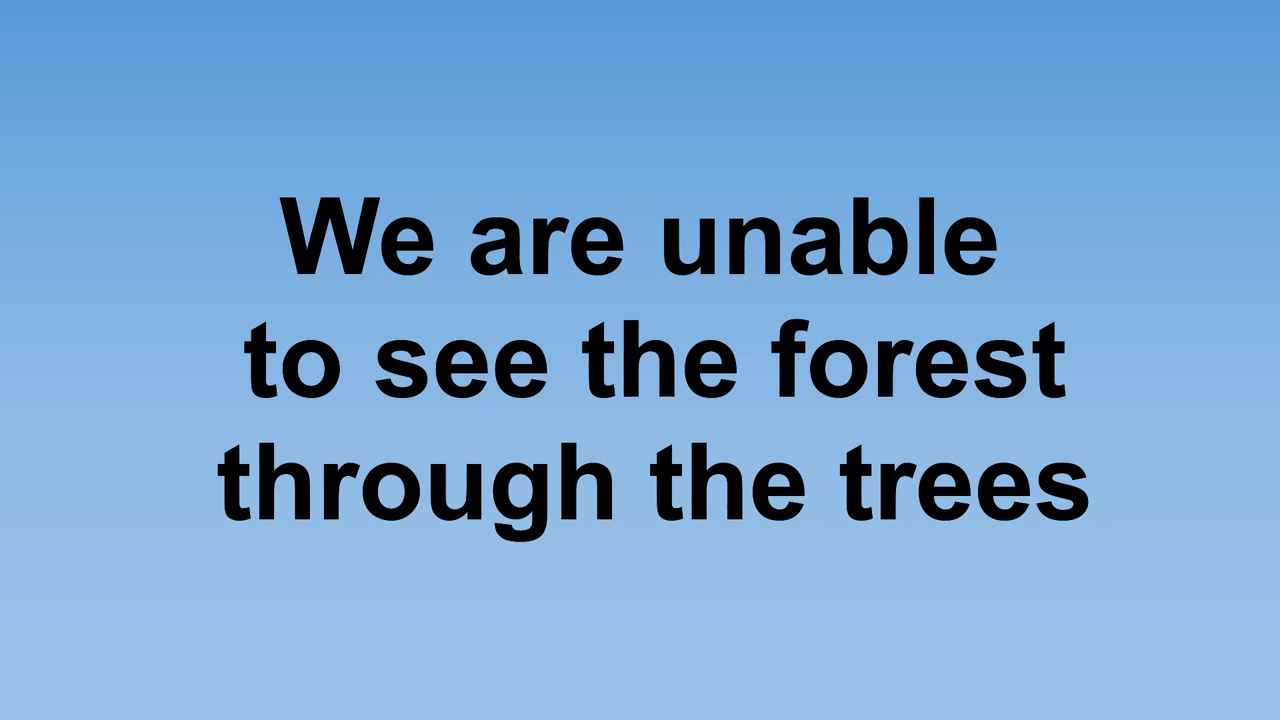 We are unable
to see the forest
through the trees